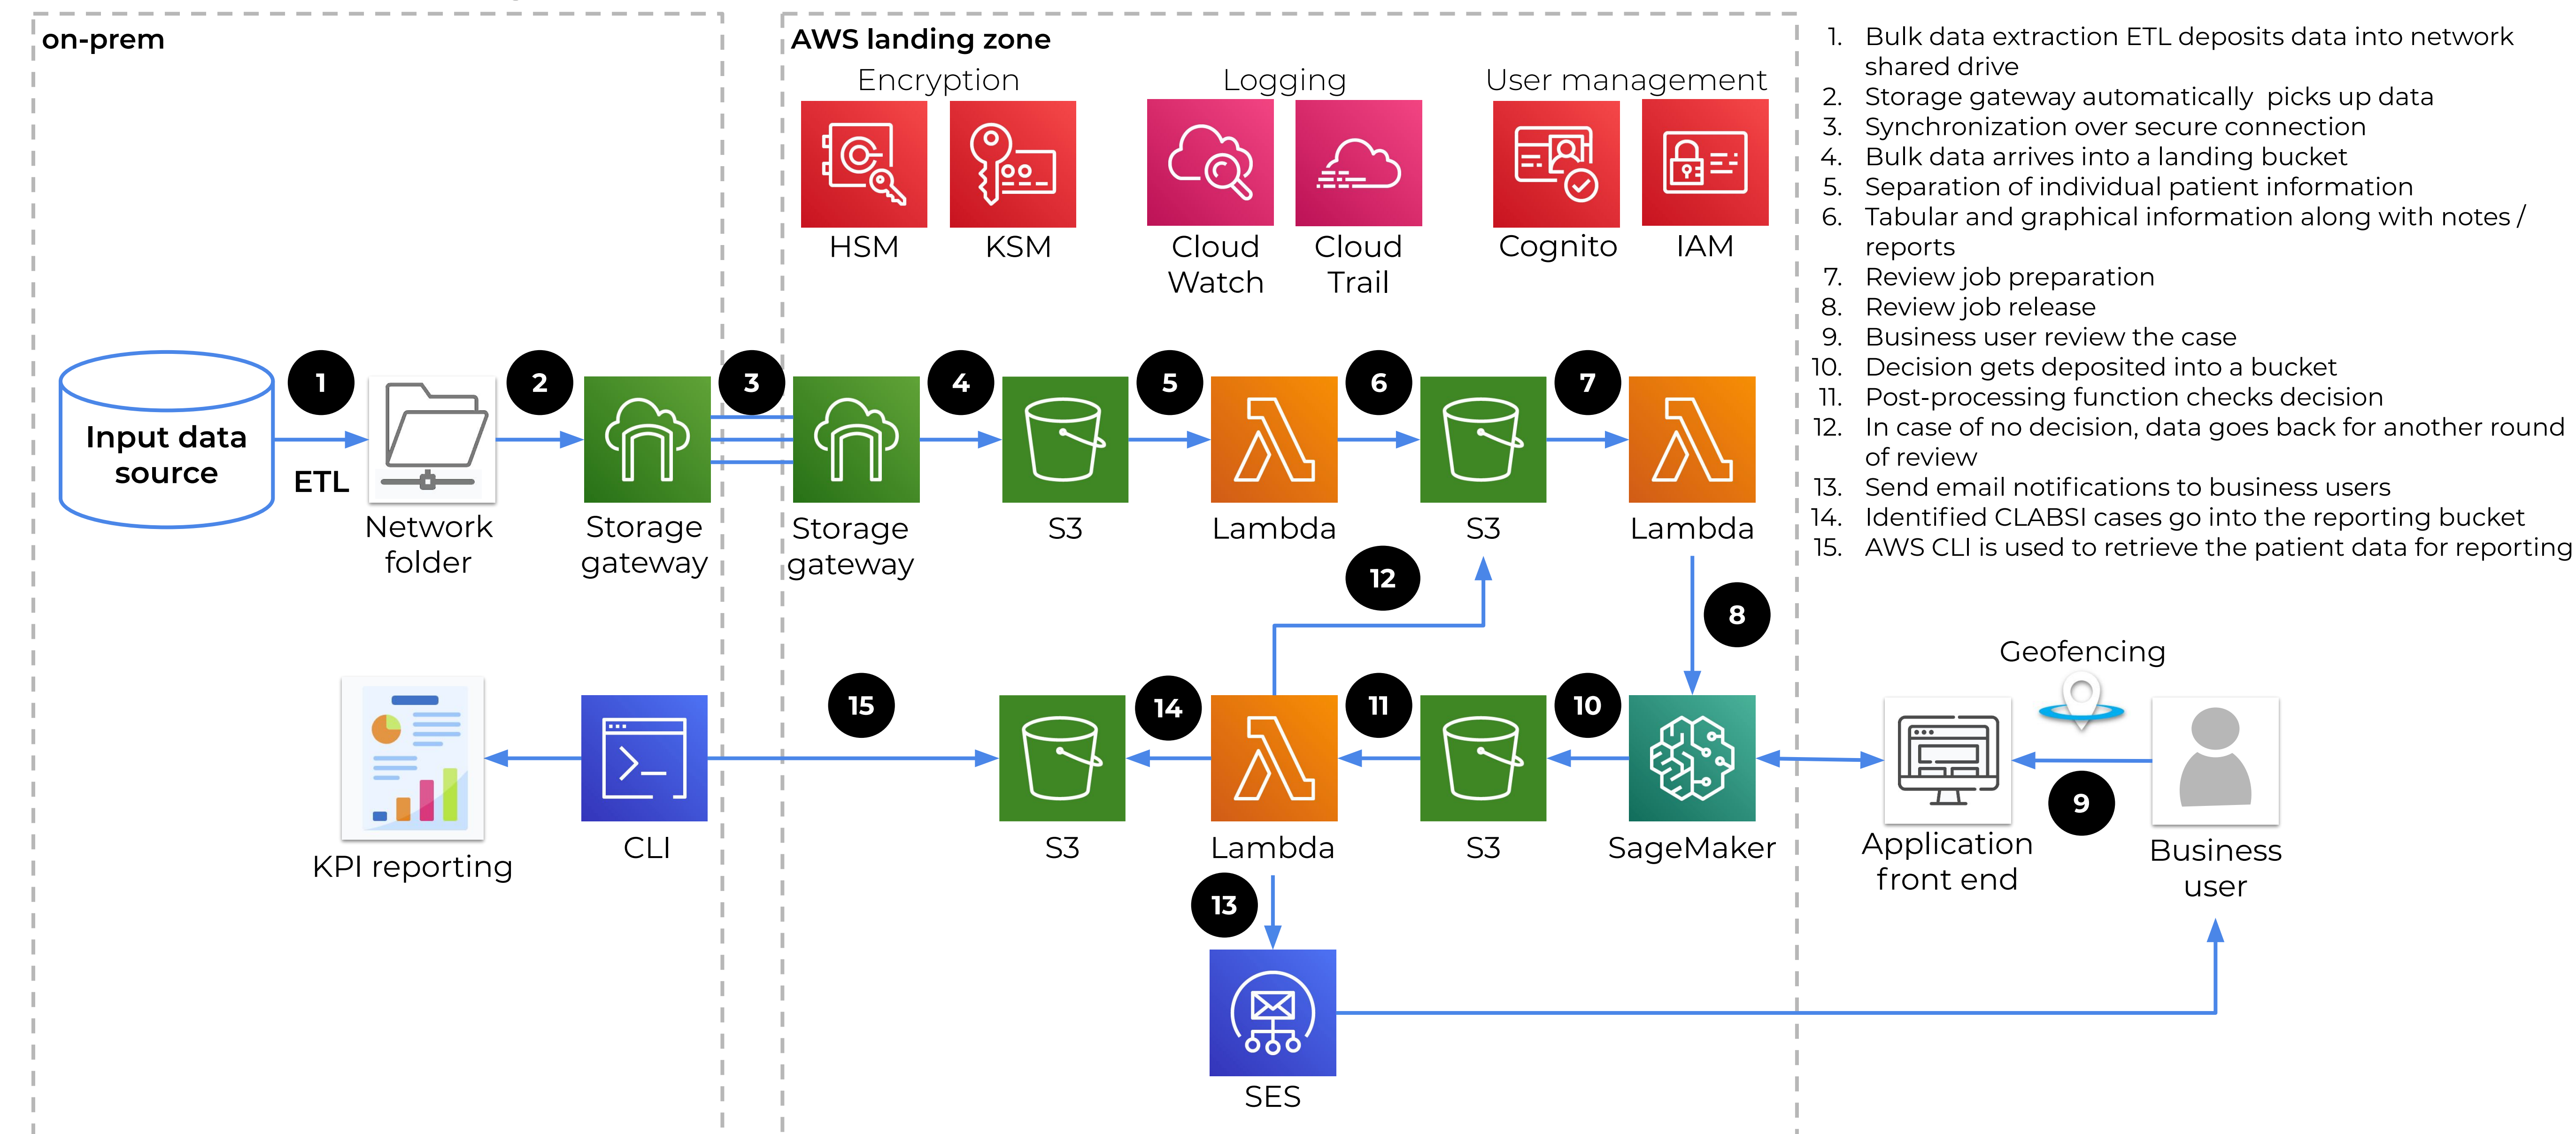 on-prem
AWS landing zone
Encryption
Logging
User management
HSM
KSM
Cloud
Watch
Cloud
Trail
Cognito
IAM
1. Bulk data extraction ETL deposits data into network
shared drive
2. Storage gateway automatically picks up data
3. Synchronization over secure connection
4. Bulk data arrives into a landing bucket
5. Separation of individual patient information
6. Tabular and graphical information along with notes /
reports
7. Review job preparation
8. Review job release
9. Business user review the case
10. Decision gets deposited into a bucket
11. Post-processing function checks decision
12. In case of no decision, data goes back for another round
of review
13. Send email notifications to business users
14. Identified CLABSI cases go into the reporting bucket
15. AWS CLI is used to retrieve the patient data for reporting
1
2
3
4
5
6
7
Input data
source
ETL
Network
folder
Storage
gateway
Storage
gateway
S3
Lambda
S3
Lambda
12
8
Geofencing
15
14
11
10
9
KPI reporting
CLI
S3
Lambda
S3
SageMaker
Application
front end
Business
user
13
SES